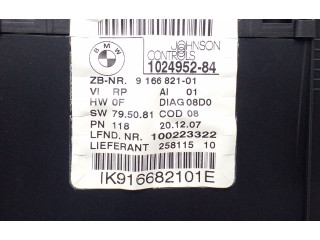 BMW
JOHNSON
CONTROLS
1024952-84
ZB-NR. 9 166 821-01
VI RP AI 01
HW 0F DIAG 08D0
SW 79.50.81 COD 08
PN 118 20.12.07
LFND. NR. 100223322
LIEFERANT 258115 10
IK916682101E